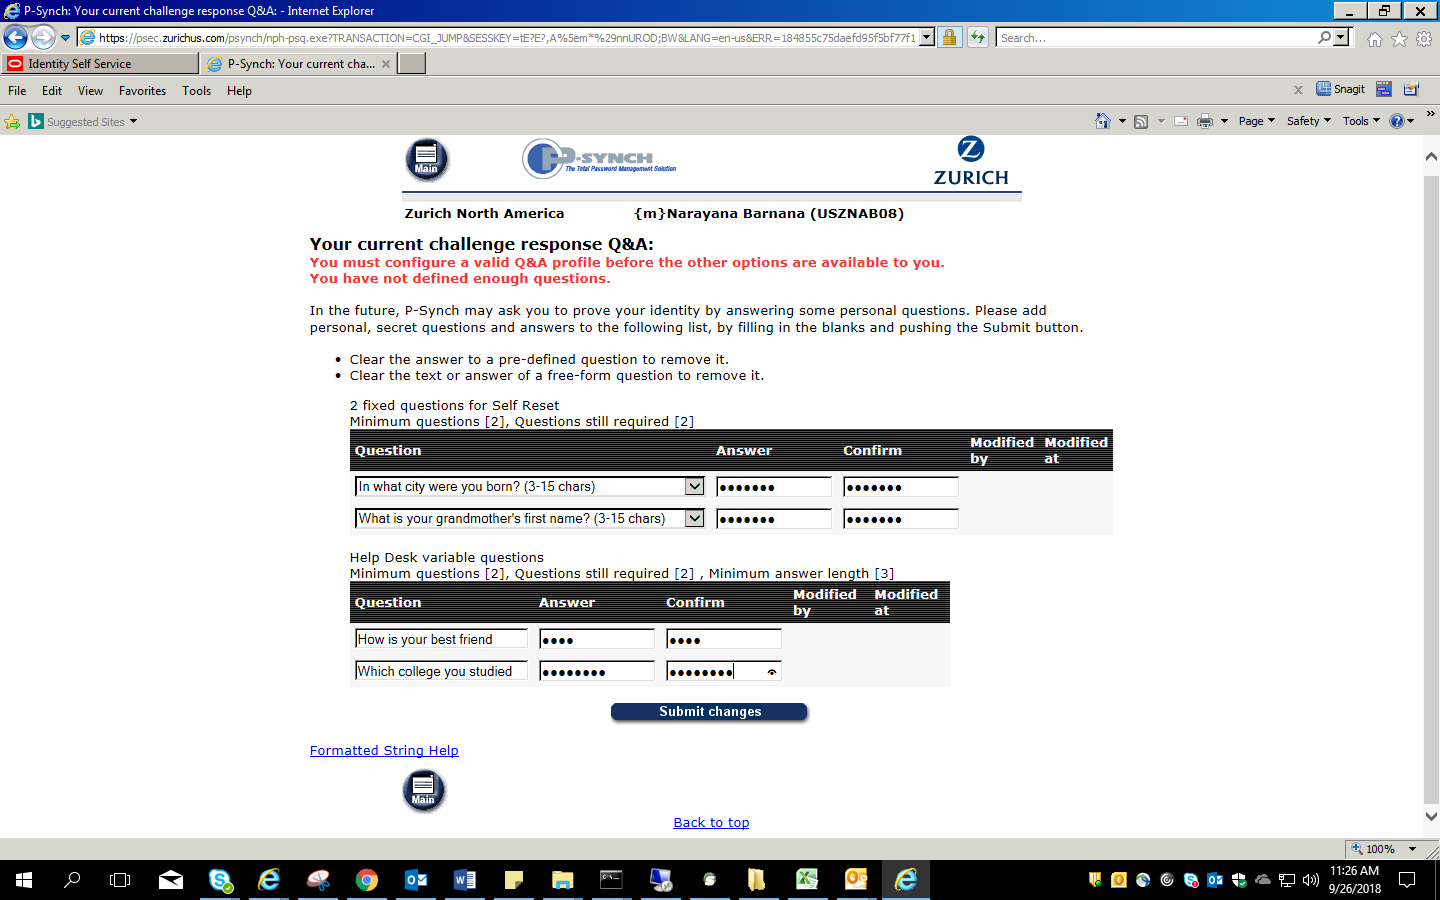 P-Synch: Your current challenge response Q&A: - Internet Explorer
https://psec.zurichus.com/psynch/nph-psq.exe?TRANSACTION=CGI_JUMP&SESSKEY=tE?E?,A%5em*%29nnUROD;BW&LANG=en-us&ERR=184855c75daefd95f5bf77f1
Search...
Identity Self Service
P-Synch: Your current cha...
File Edit View Favorites Tools Help
x Snagit
Suggested Sites
Page Safety Tools
Main
P-SYNCH
The Total Password Management Solution
ZURICH
Zurich North America {m}Narayana Barnana (USZNAB08)
Your current challenge response Q&A:
You must configure a valid Q&A profile before the other options are available to you.
You have not defined enough questions.
In the future, P-Synch may ask you to prove your identity by answering some personal questions. Please add
personal, secret questions and answers to the following list, by filling in the blanks and pushing the Submit button.
• Clear the answer to a pre-defined question to remove it.
• Clear the text or answer of a free-form question to remove it.
2 fixed questions for Self Reset
Minimum questions [2], Questions still required [2]
Question Answer Confirm Modified by Modified at
In what city were you born? (3-15 chars) ●●●●●●● ●●●●●●●
What is your grandmother's first name? (3-15 chars) ●●●●●●● ●●●●●●●
Help Desk variable questions
Minimum questions [2], Questions still required [2] , Minimum answer length [3]
Question Answer Confirm Modified by Modified at
How is your best friend ●●●● ●●●●
Which college you studied ●●●●●●●● ●●●●●●●●
Submit changes
Formatted String Help
Main
Back to top
100%
11:26 AM
9/26/2018